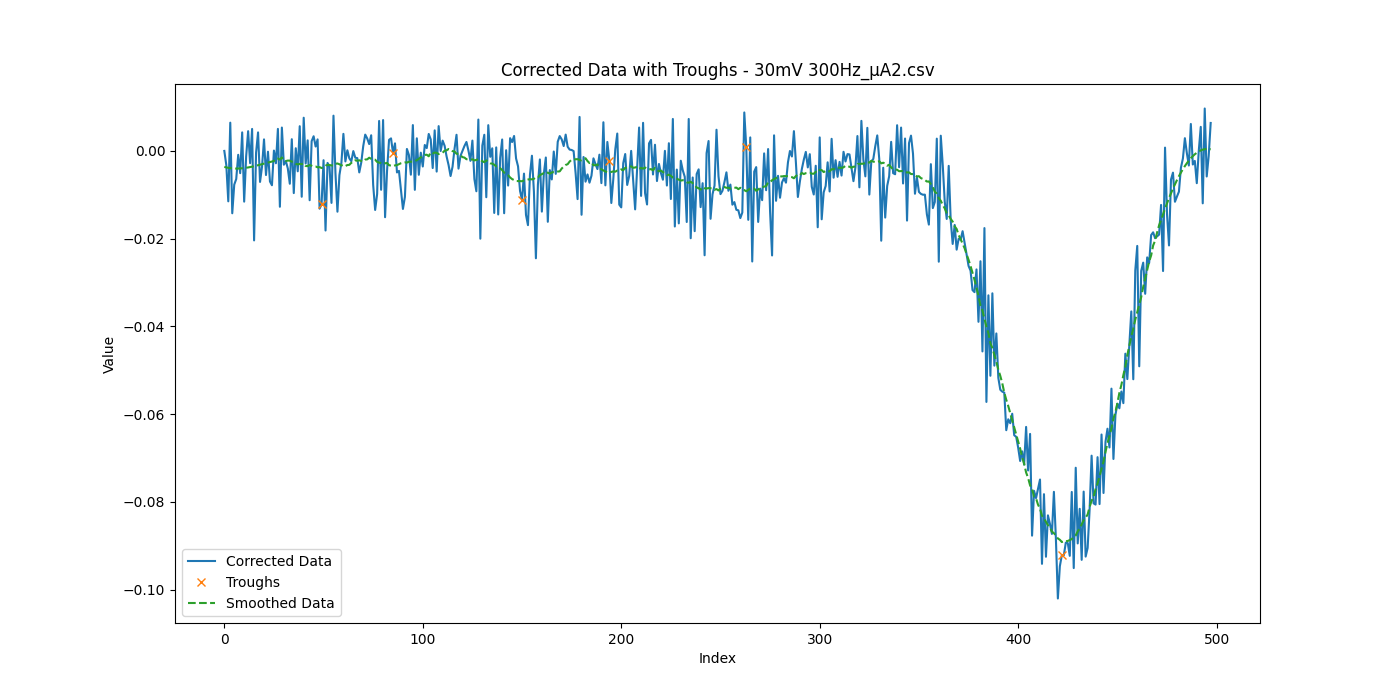 Corrected Data with Troughs - 30mV 300Hz_μA2.csv
Value
0.00
−0.02
−0.04
−0.06
−0.08
−0.10
Corrected Data
Troughs
Smoothed Data
0 100 200 300 400 500
Index